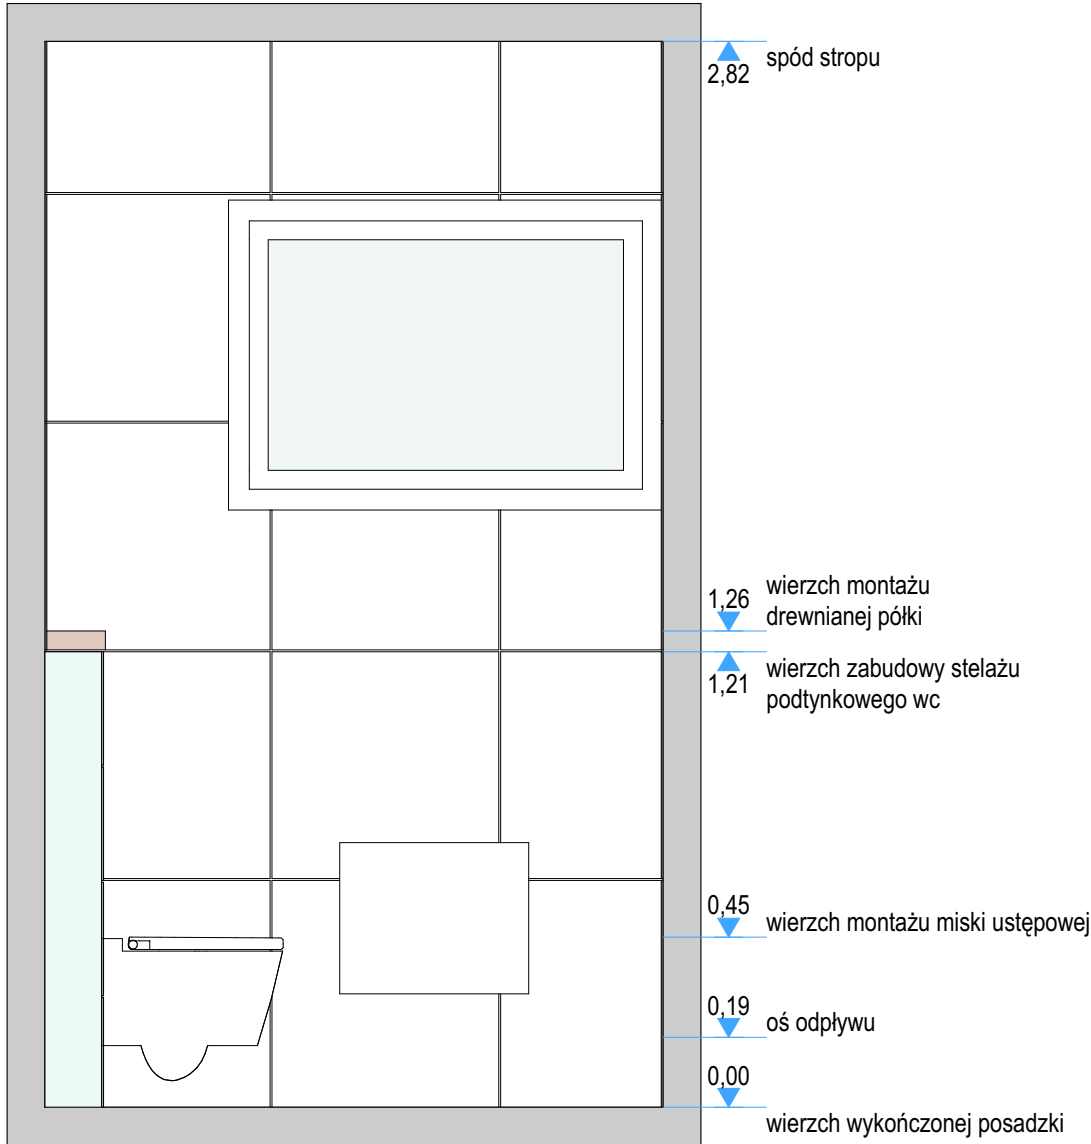 2,82
spód stropu
1,26
wierzch montażu
drewnianej półki
1,21
wierzch zabudowy stelażu
podtynkowego wc
0,45
wierzch montażu miski ustępowej
0,19
oś odpływu
0,00
wierzch wykończonej posadzki